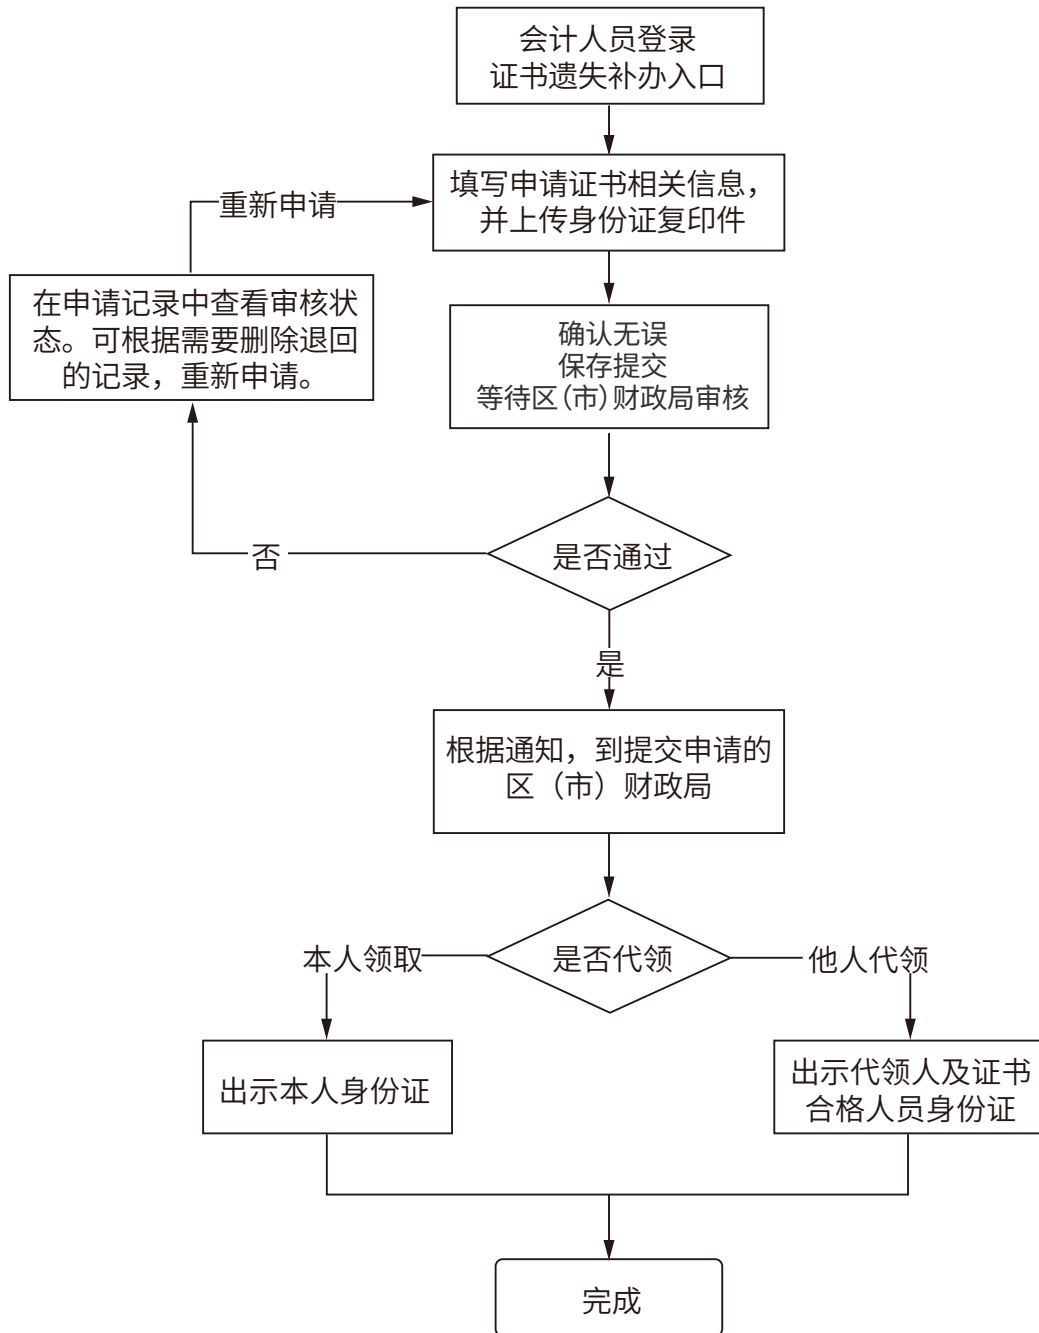 会计人员登录
证书遗失补办入口
填写申请证书相关信息，
并上传身份证复印件
重新申请
在申请记录中查看审核状
态。可根据需要删除退回
的记录，重新申请。
确认无误
保存提交
等待区（市）财政局审核
是否通过
否
是
根据通知，到提交申请的
区（市）财政局
是否代领
本人领取
他人代领
出示本人身份证
出示代领人及证书
合格人员身份证
完成